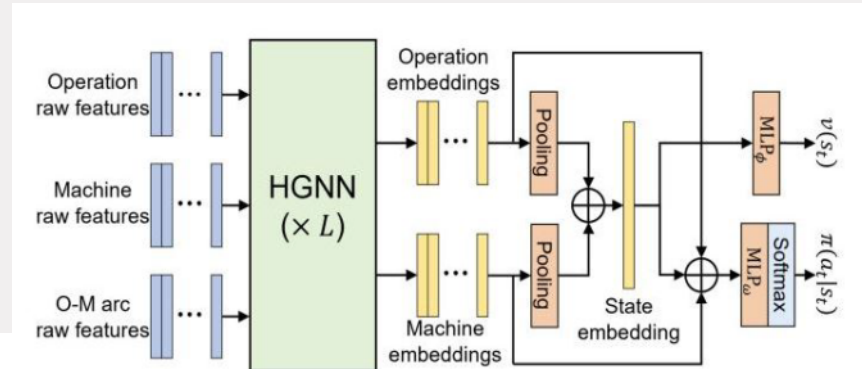 Operation
raw features
Machine
raw features
O-M arc
raw features
HGNN
(× L)
Operation
embeddings
Machine
embeddings
Pooling
Pooling
State
embedding
MLPϕ
v(sₜ)
MLPω
Softmax
π(aₜ|sₜ)